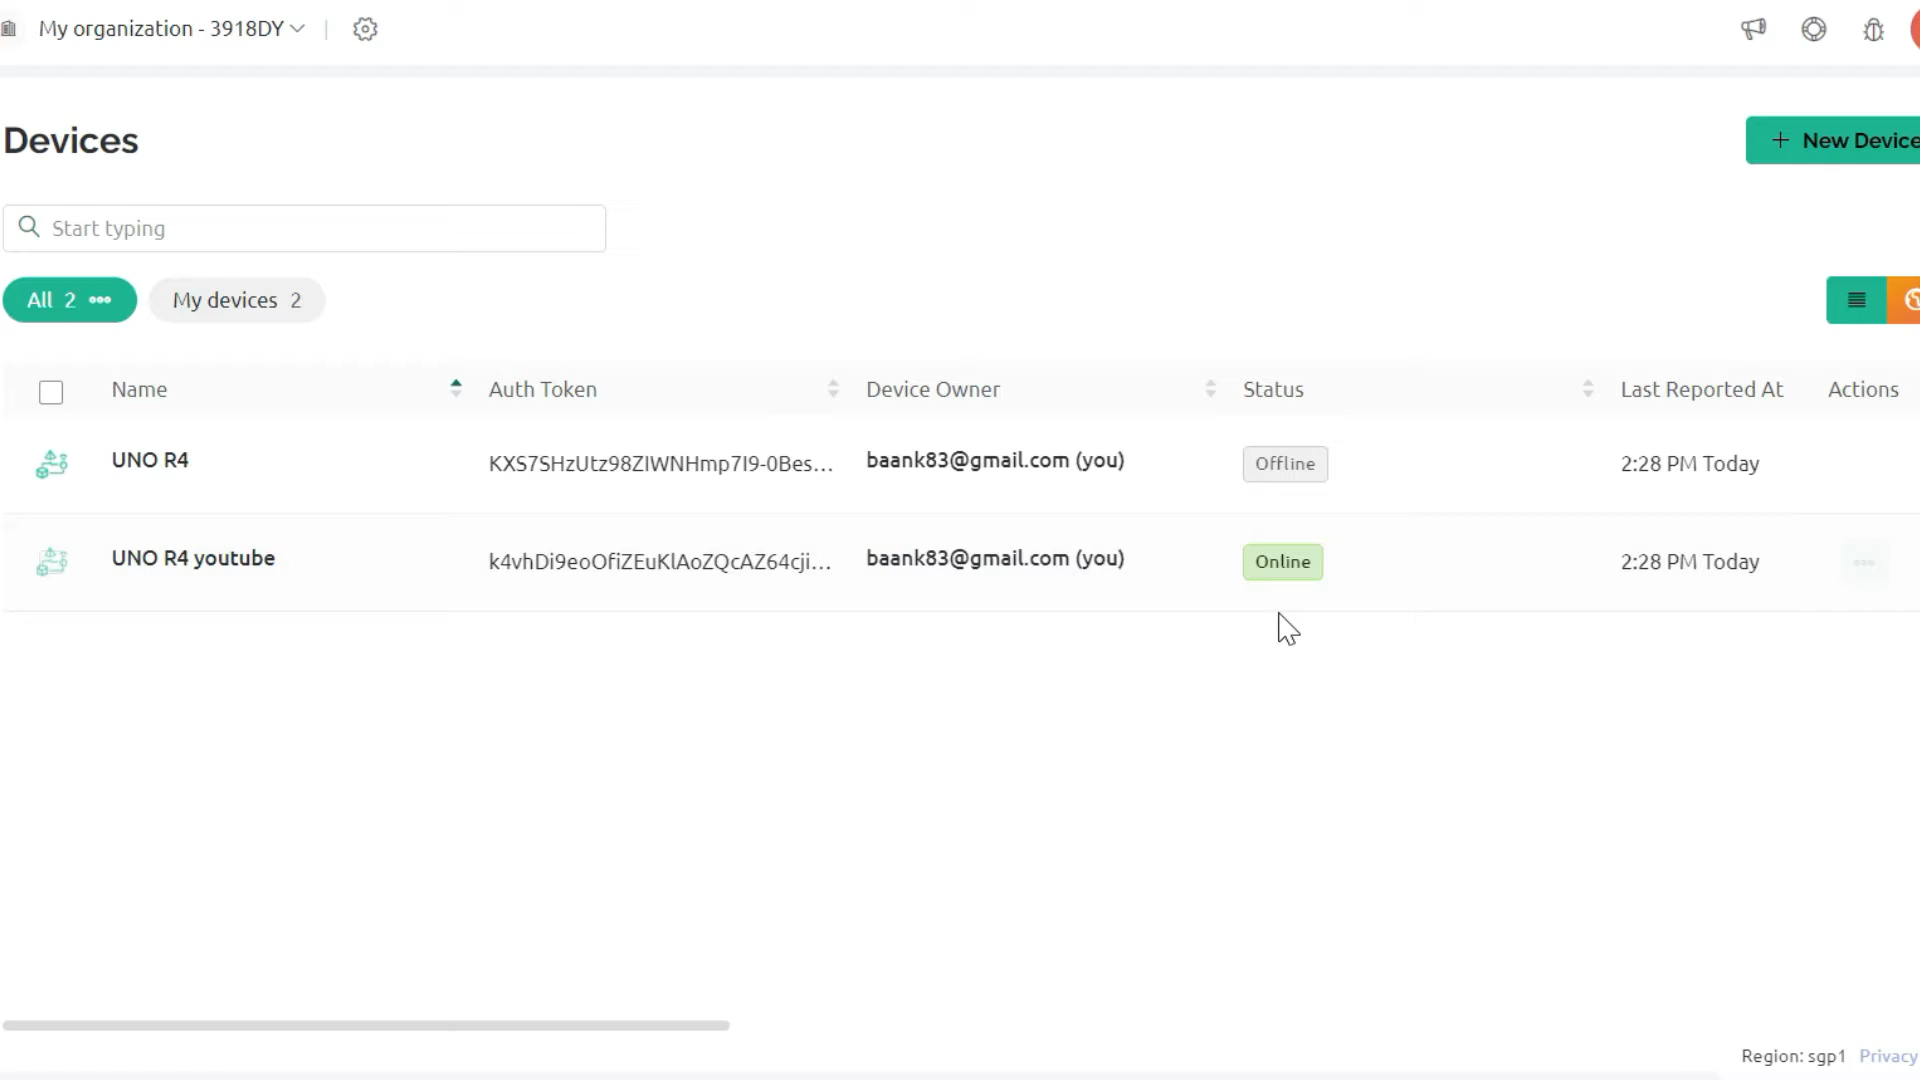 My organization - 3918DY
Devices
+ New Device
Start typing
All 2 •••
My devices 2
Name Auth Token Device Owner Status Last Reported At Actions
UNO R4 KXS7SHzUtz98ZIWNHmp7I9-0Bes... baank83@gmail.com (you) Offline 2:28 PM Today
UNO R4 youtube k4vhDi9eoOfiZEuKlAoZQcAZ64cji... baank83@gmail.com (you) Online 2:28 PM Today
Region: sgp1 Privacy